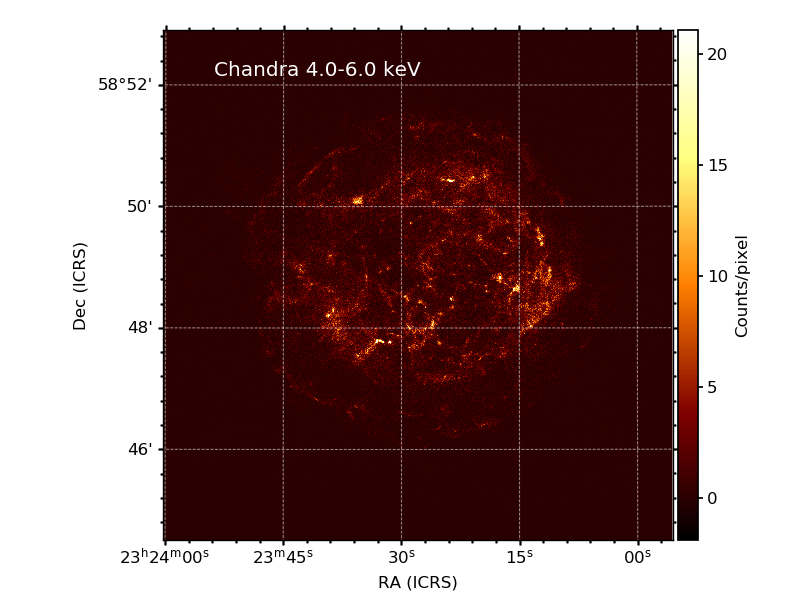 Chandra 4.0-6.0 keV
58°52'
50'
48'
46'
Dec (ICRS)
23ʰ24ᵐ00ˢ 23ᵐ45ˢ 30ˢ 15ˢ 00ˢ
RA (ICRS)
20
15
10
5
0
Counts/pixel